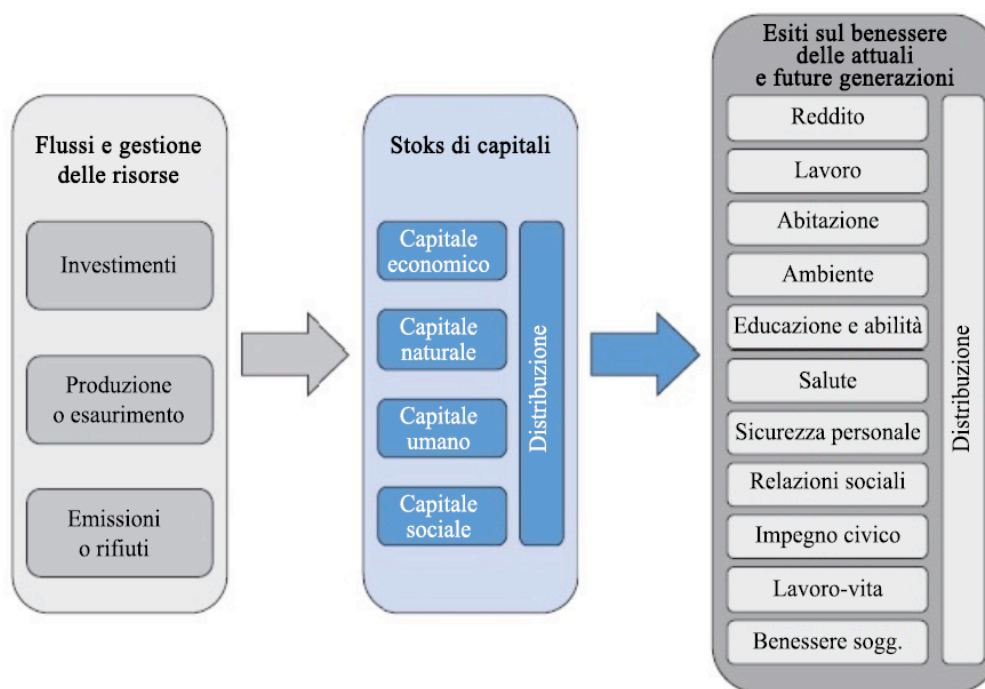 Flussi e gestione
delle risorse
Investimenti
Produzione
o esaurimento
Emissioni
o rifiuti
Stoks di capitali
Capitale
economico
Capitale
naturale
Capitale
umano
Capitale
sociale
Distribuzione
Esiti sul benessere
delle attuali
e future generazioni
Reddito
Lavoro
Abitazione
Ambiente
Educazione e abilità
Salute
Sicurezza personale
Relazioni sociali
Impegno civico
Lavoro-vita
Benessere sogg.
Distribuzione